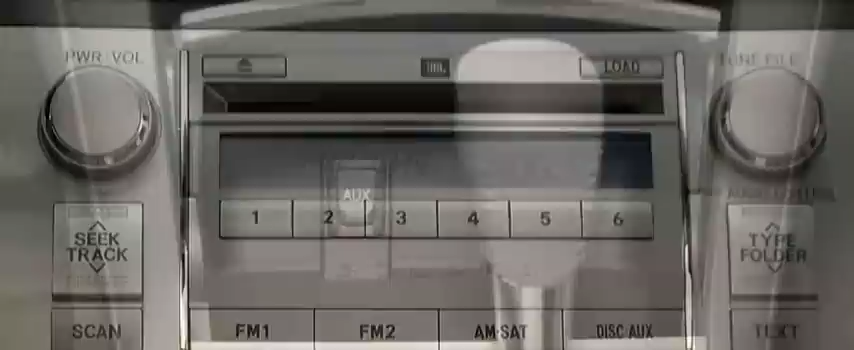 PWR·VOL
JBL
LOAD
TUNE·FILE
AUX
1 2 3 4 5 6
SEEK
TRACK
TYPE
FOLDER
SCAN
FM1
FM2
AM·SAT
DISC·AUX
TEXT